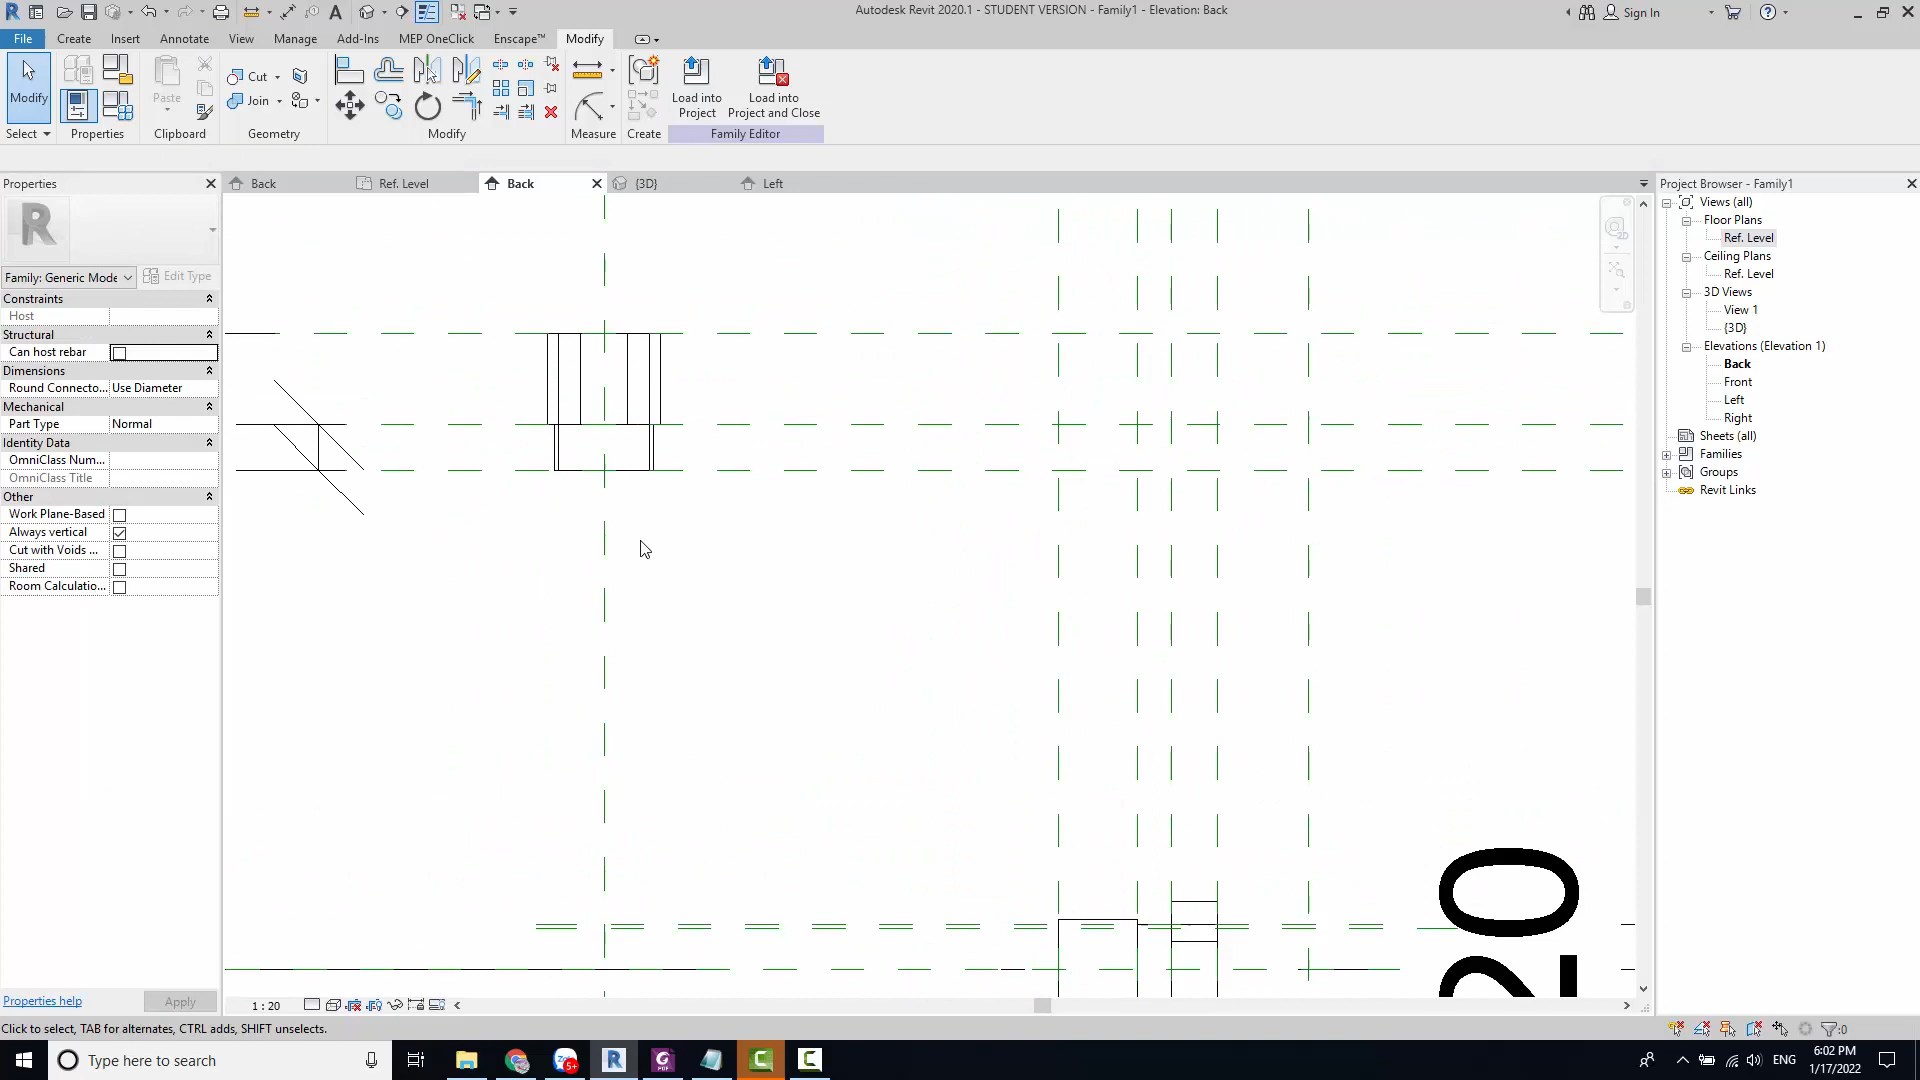 Autodesk Revit 2020.1 - STUDENT VERSION - Family1 - Elevation: Back
Sign In
File
Create
Insert
Annotate
View
Manage
Add-Ins
MEP OneClick
Enscape™
Modify
Modify
Paste
Cut
Join
Load into
Project
Load into
Project and Close
Select
Properties
Clipboard
Geometry
Modify
Measure
Create
Family Editor
Properties
Back
Ref. Level
Back
{3D}
Left
Project Browser - Family1
Family: Generic Mode
Edit Type
Constraints
Host
Structural
Can host rebar
Dimensions
Round Connecto...
Use Diameter
Mechanical
Part Type
Normal
Identity Data
OmniClass Num...
OmniClass Title
Other
Work Plane-Based
Always vertical
Cut with Voids ...
Shared
Room Calculatio...
Properties help
Apply
2D
20
Views (all)
Floor Plans
Ref. Level
Ceiling Plans
Ref. Level
3D Views
View 1
{3D}
Elevations (Elevation 1)
Back
Front
Left
Right
Sheets (all)
Families
Groups
Revit Links
1 : 20
Click to select, TAB for alternates, CTRL adds, SHIFT unselects.
:0
Type here to search
5+
ENG
6:02 PM
1/17/2022